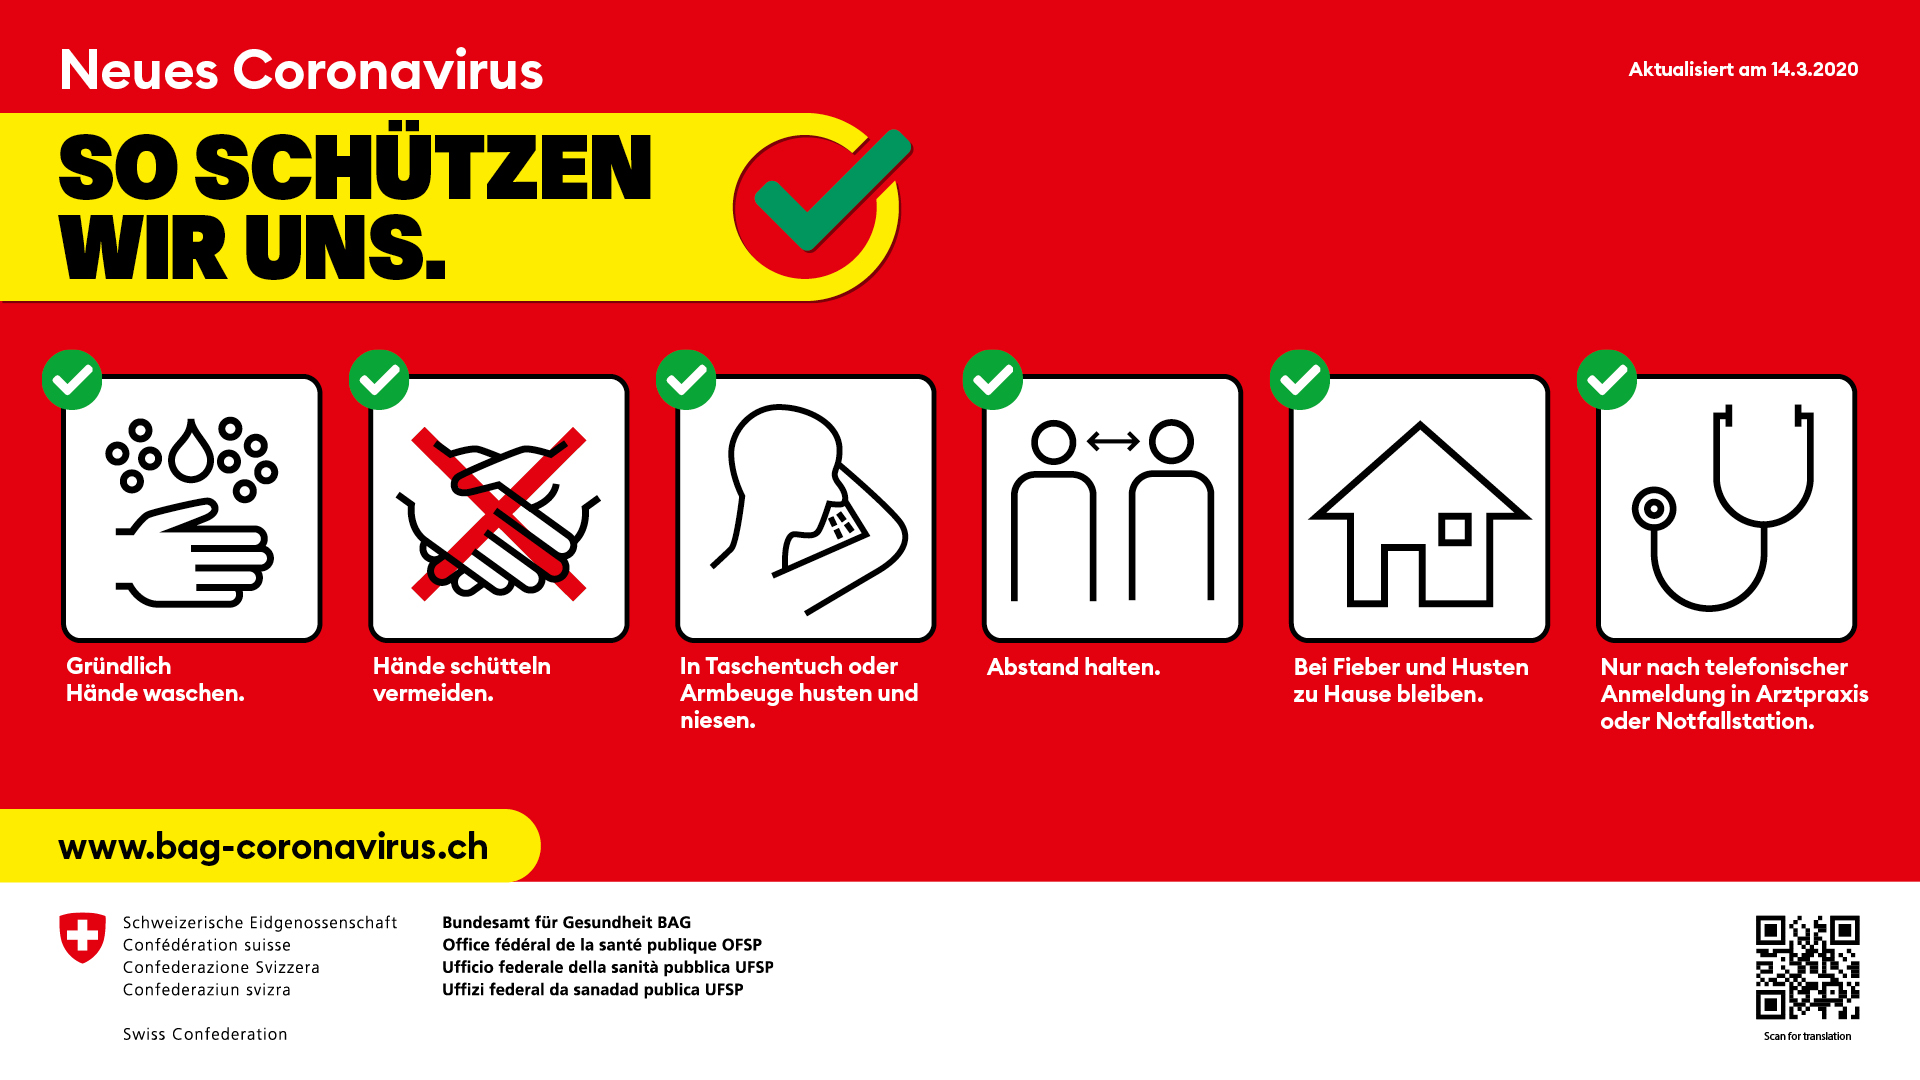 Neues Coronavirus
Aktualisiert am 14.3.2020
SO SCHÜTZEN
WIR UNS.
Gründlich
Hände waschen.
Hände schütteln
vermeiden.
In Taschentuch oder
Armbeuge husten und
niesen.
Abstand halten.
Bei Fieber und Husten
zu Hause bleiben.
Nur nach telefonischer
Anmeldung in Arztpraxis
oder Notfallstation.
www.bag-coronavirus.ch
Schweizerische Eidgenossenschaft
Confédération suisse
Confederazione Svizzera
Confederaziun svizra
Swiss Confederation
Bundesamt für Gesundheit BAG
Office fédéral de la santé publique OFSP
Ufficio federale della sanità pubblica UFSP
Uffizi federal da sanadad publica UFSP
Scan for translation